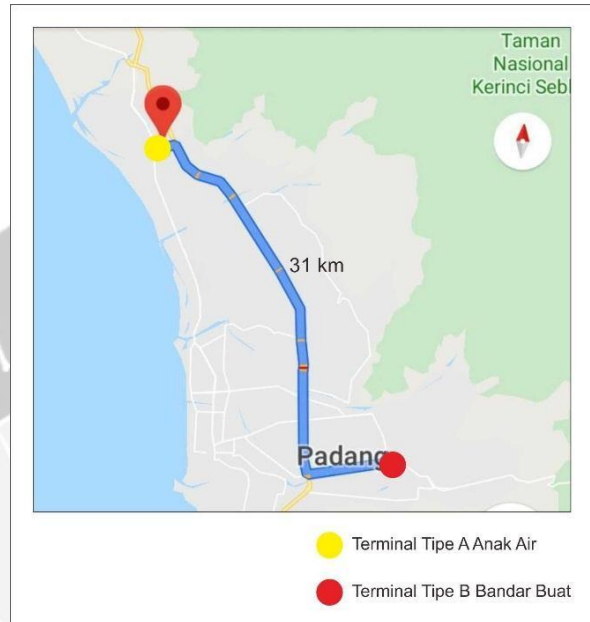 Taman
Nasional
Kerinci Sebl
31 km
Padang
Terminal Tipe A Anak Air
Terminal Tipe B Bandar Buat